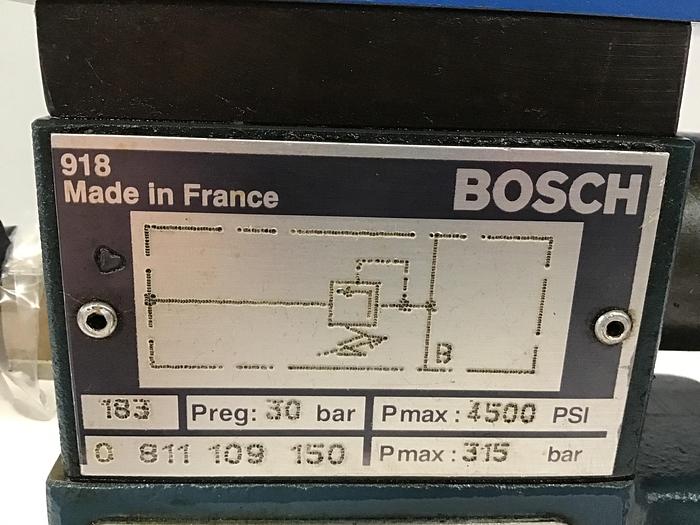 918
Made in France
BOSCH
B
183 Preg: 30 bar Pmax: 4500 PSI
0 811 109 150 Pmax: 315 bar